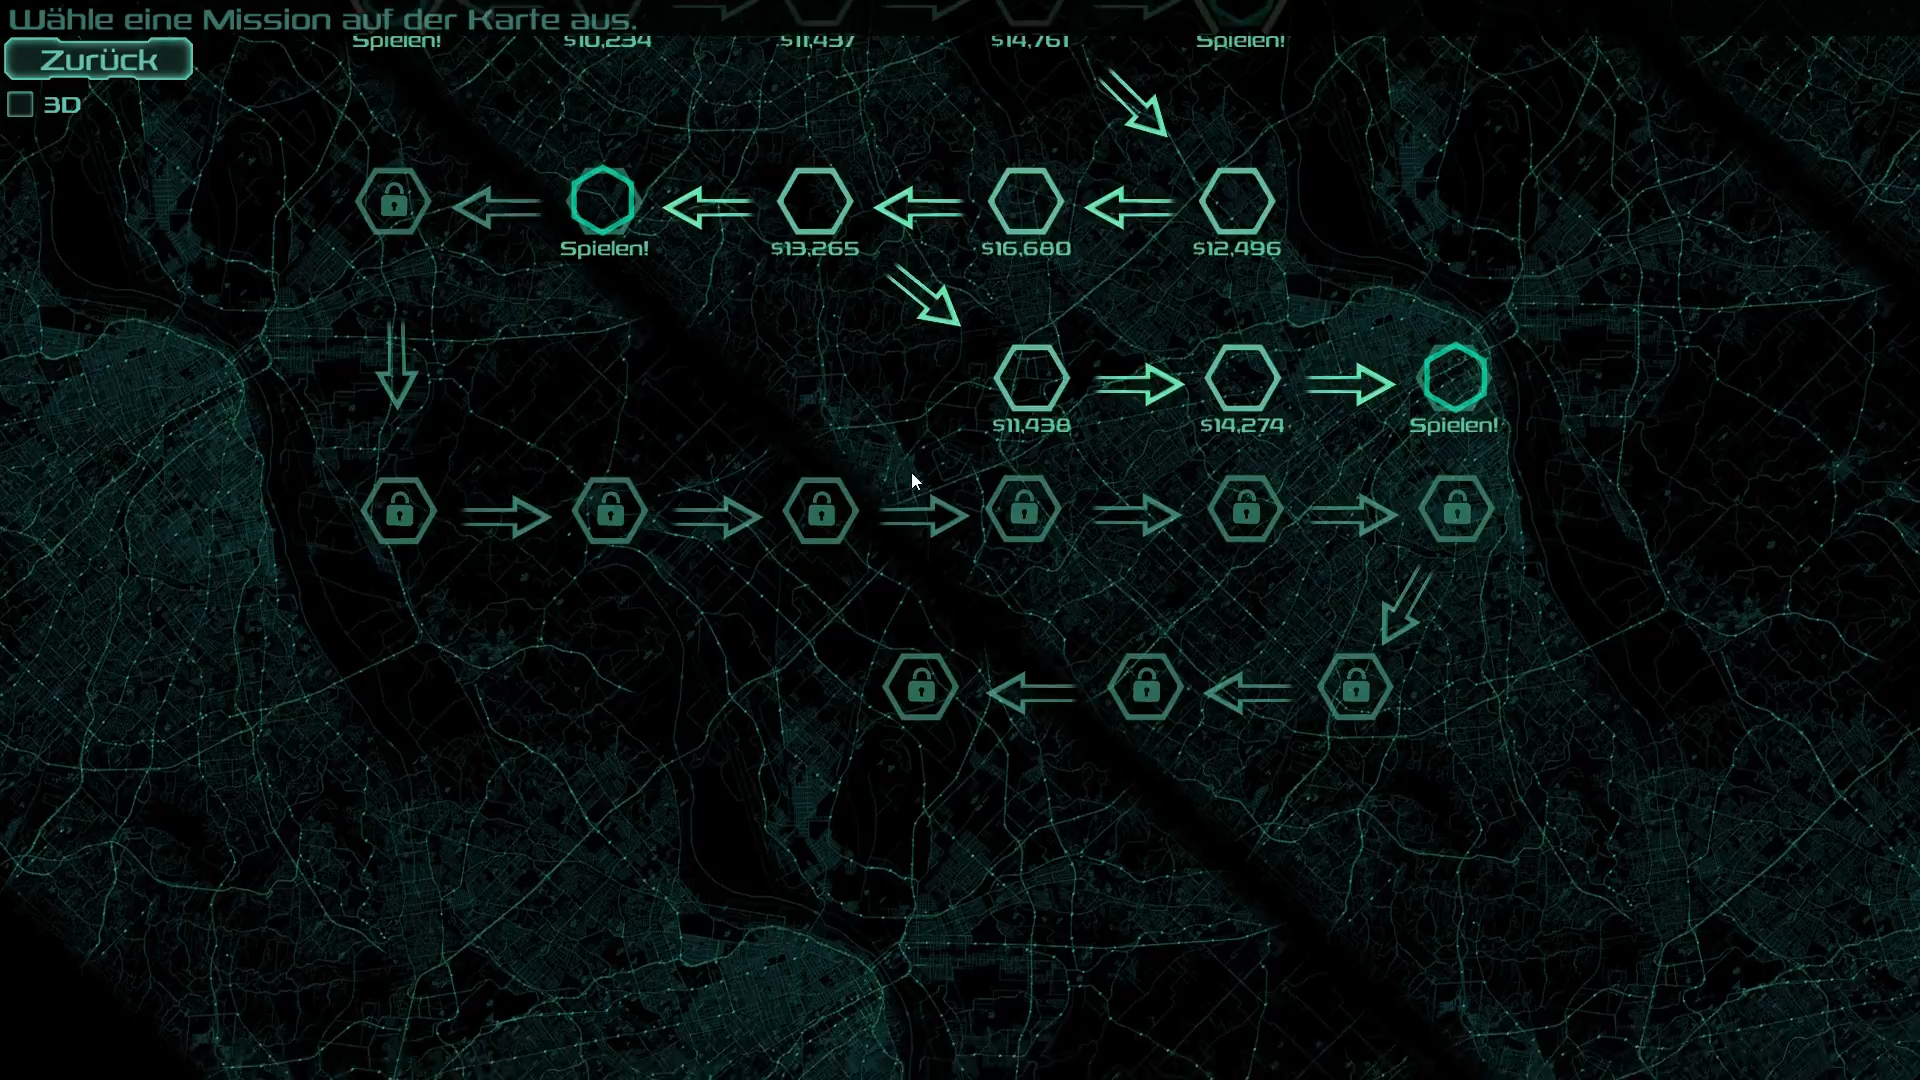 Wähle eine Mission auf der Karte aus.
Spielen! $10,234 $11,437 $14,761 Spielen!
Zurück
3D
Spielen! $13,265 $16,680 $12,496
$11,438 $14,274 Spielen!